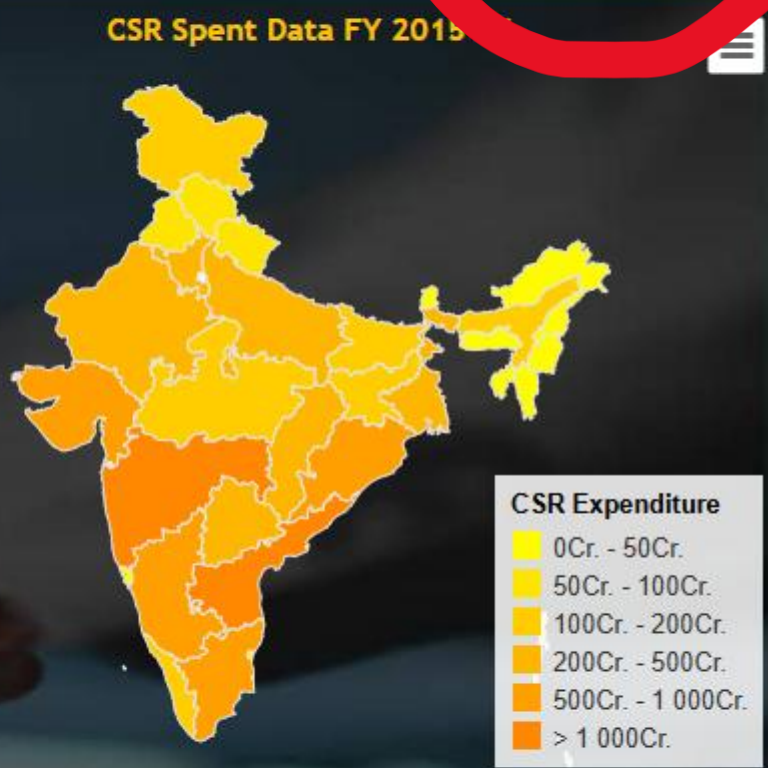 CSR Spent Data FY 2015
CSR Expenditure
0Cr. - 50Cr.
50Cr. - 100Cr.
100Cr. - 200Cr.
200Cr. - 500Cr.
500Cr. - 1 000Cr.
> 1 000Cr.